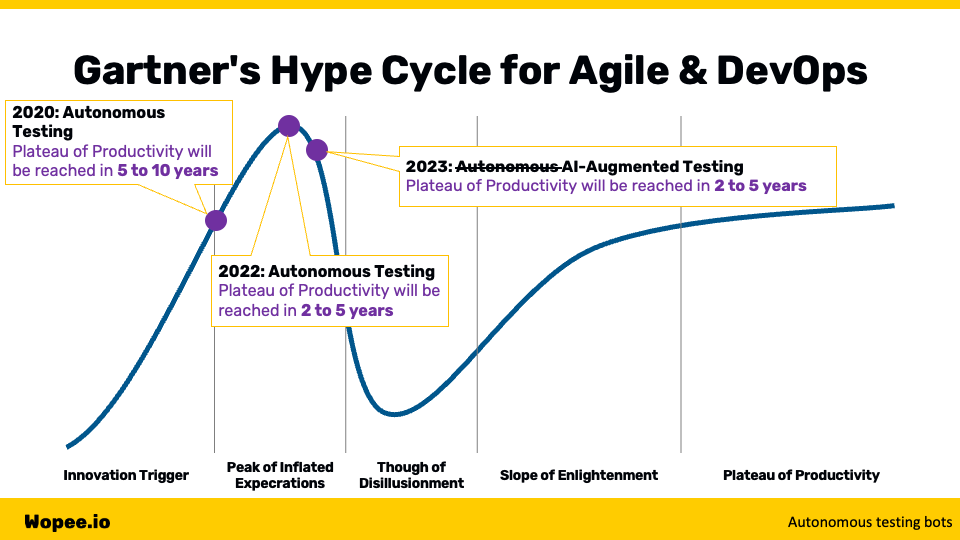 Gartner's Hype Cycle for Agile & DevOps
2020: Autonomous
Testing
Plateau of Productivity will
be reached in 5 to 10 years
2023: Autonomous AI-Augmented Testing
Plateau of Productivity will be reached in 2 to 5 years
2022: Autonomous Testing
Plateau of Productivity will be
reached in 2 to 5 years
Innovation Trigger
Peak of Inflated
Expecrations
Though of
Disillusionment
Slope of Enlightenment
Plateau of Productivity
Wopee.io
Autonomous testing bots